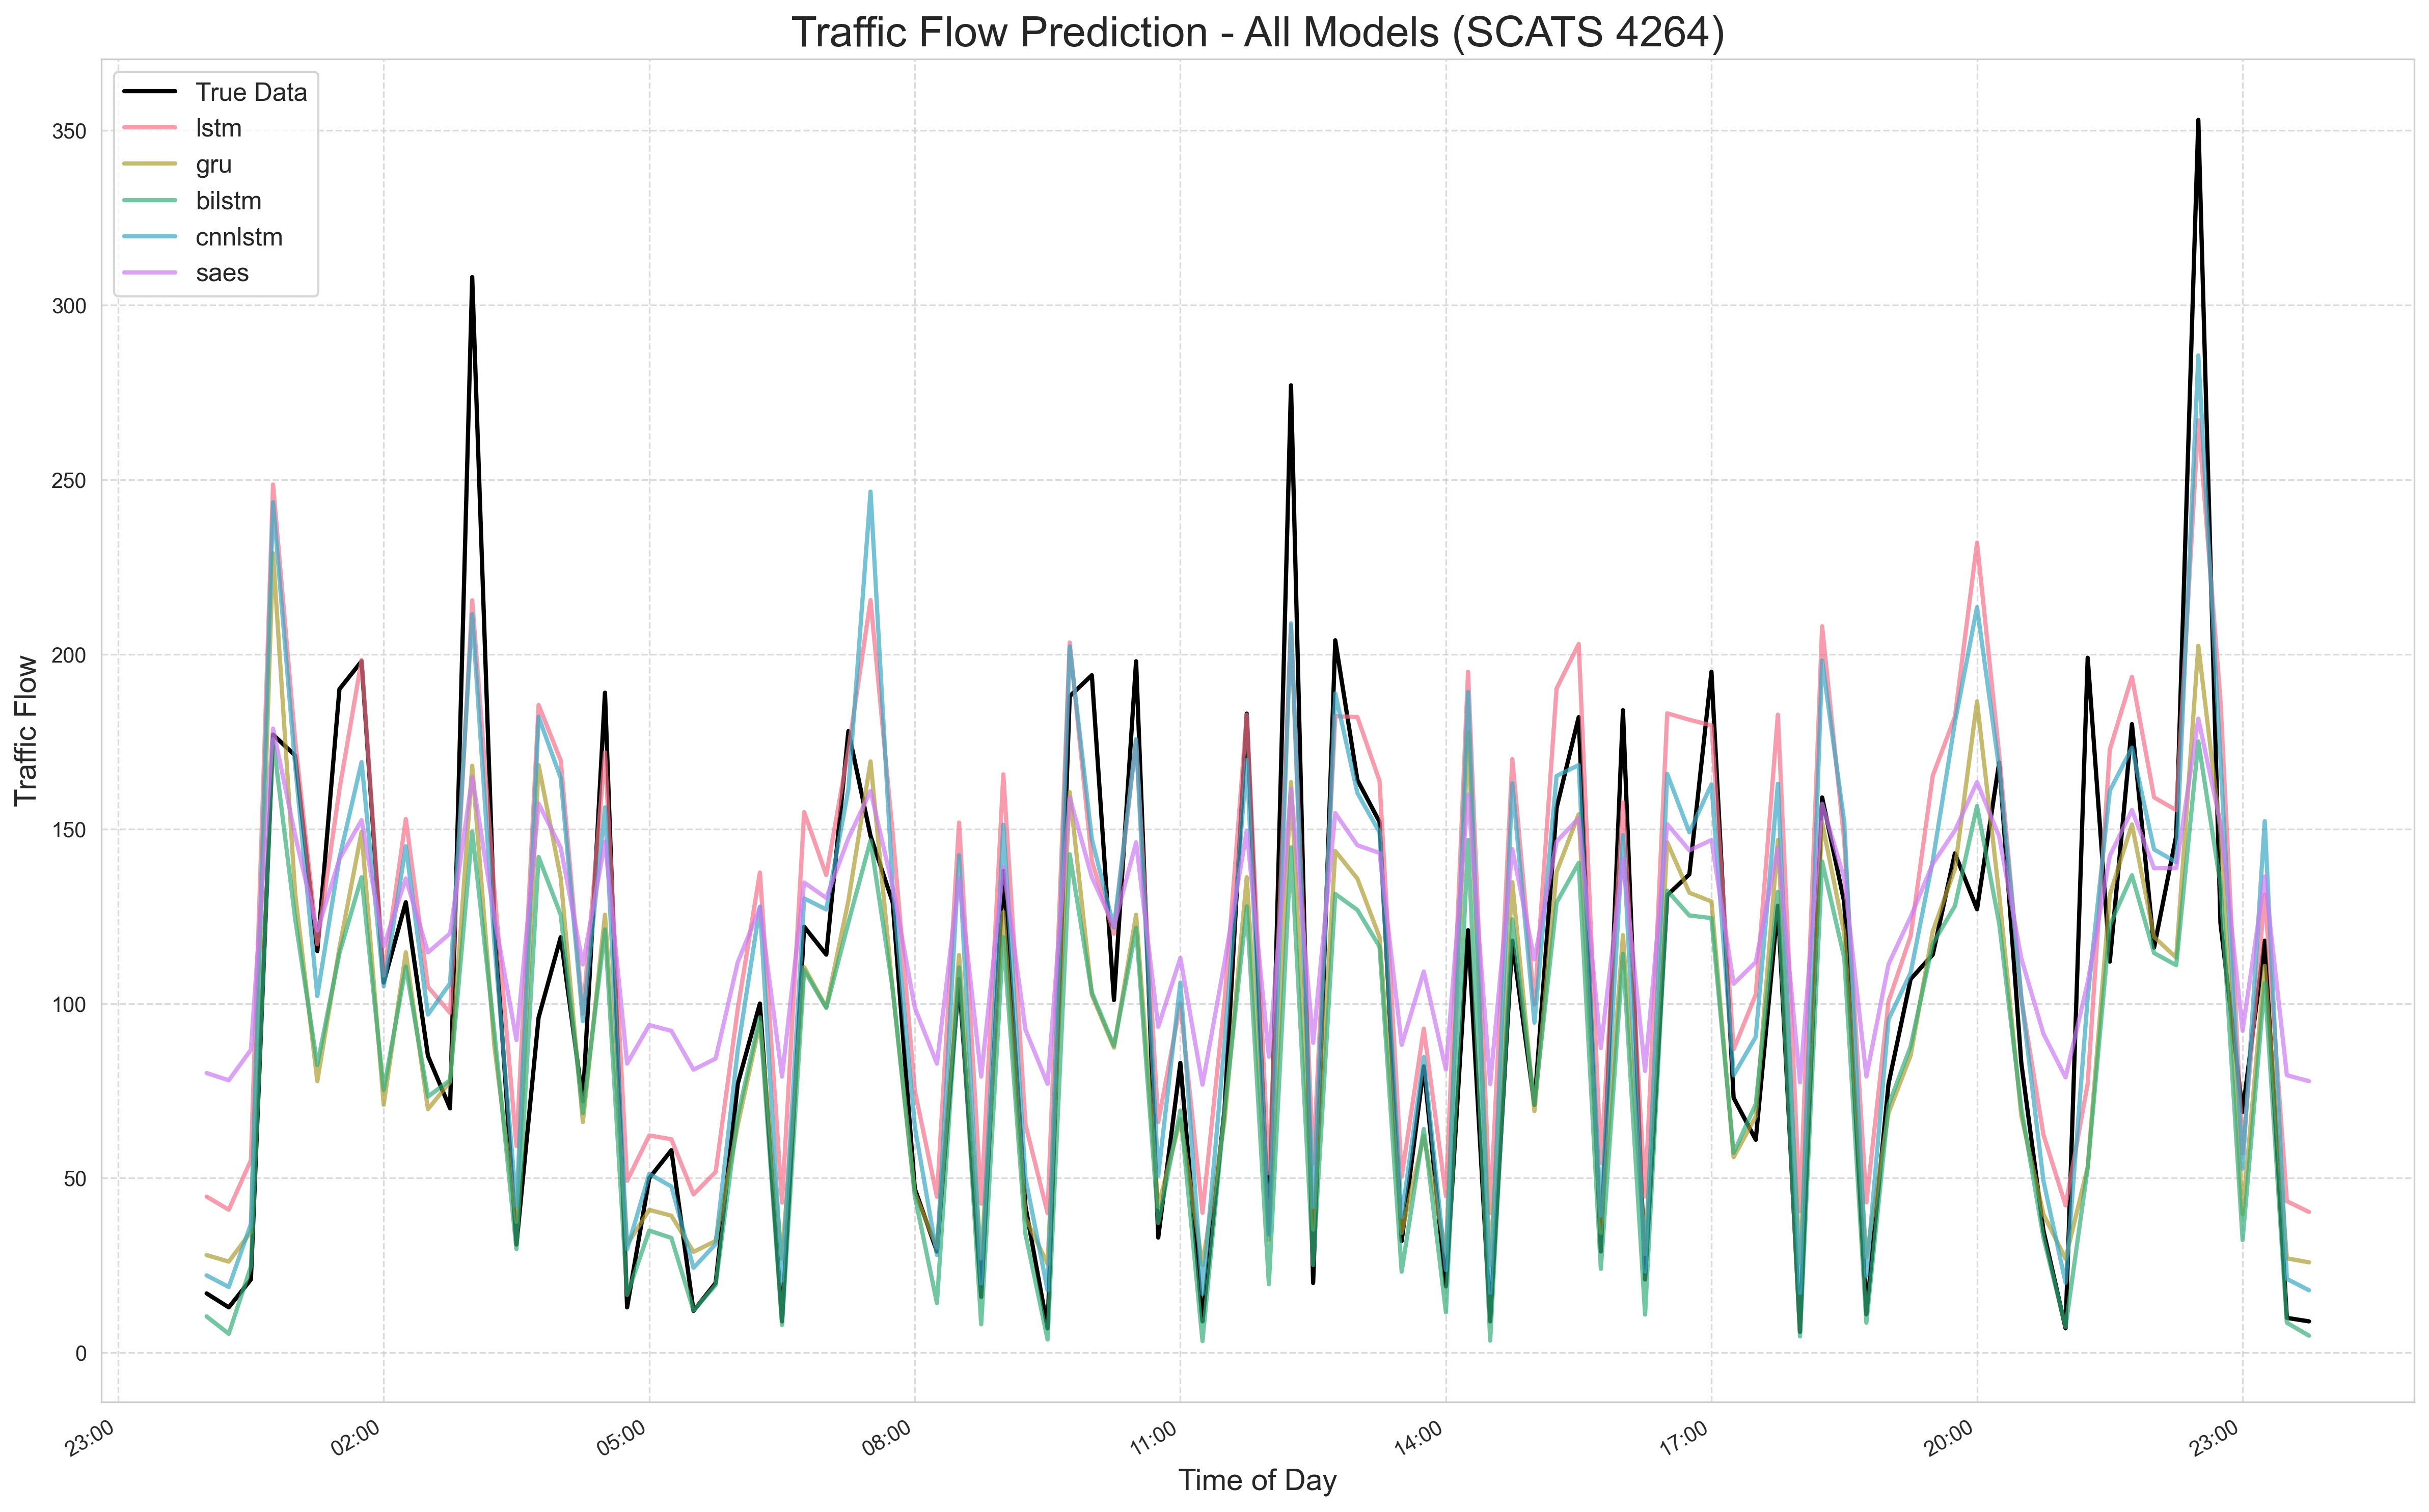 Traffic Flow Prediction - All Models (SCATS 4264)
True Data
lstm
gru
bilstm
cnnlstm
saes
Traffic Flow
350
300
250
200
150
100
50
0
23:00
02:00
05:00
08:00
11:00
14:00
17:00
20:00
23:00
Time of Day